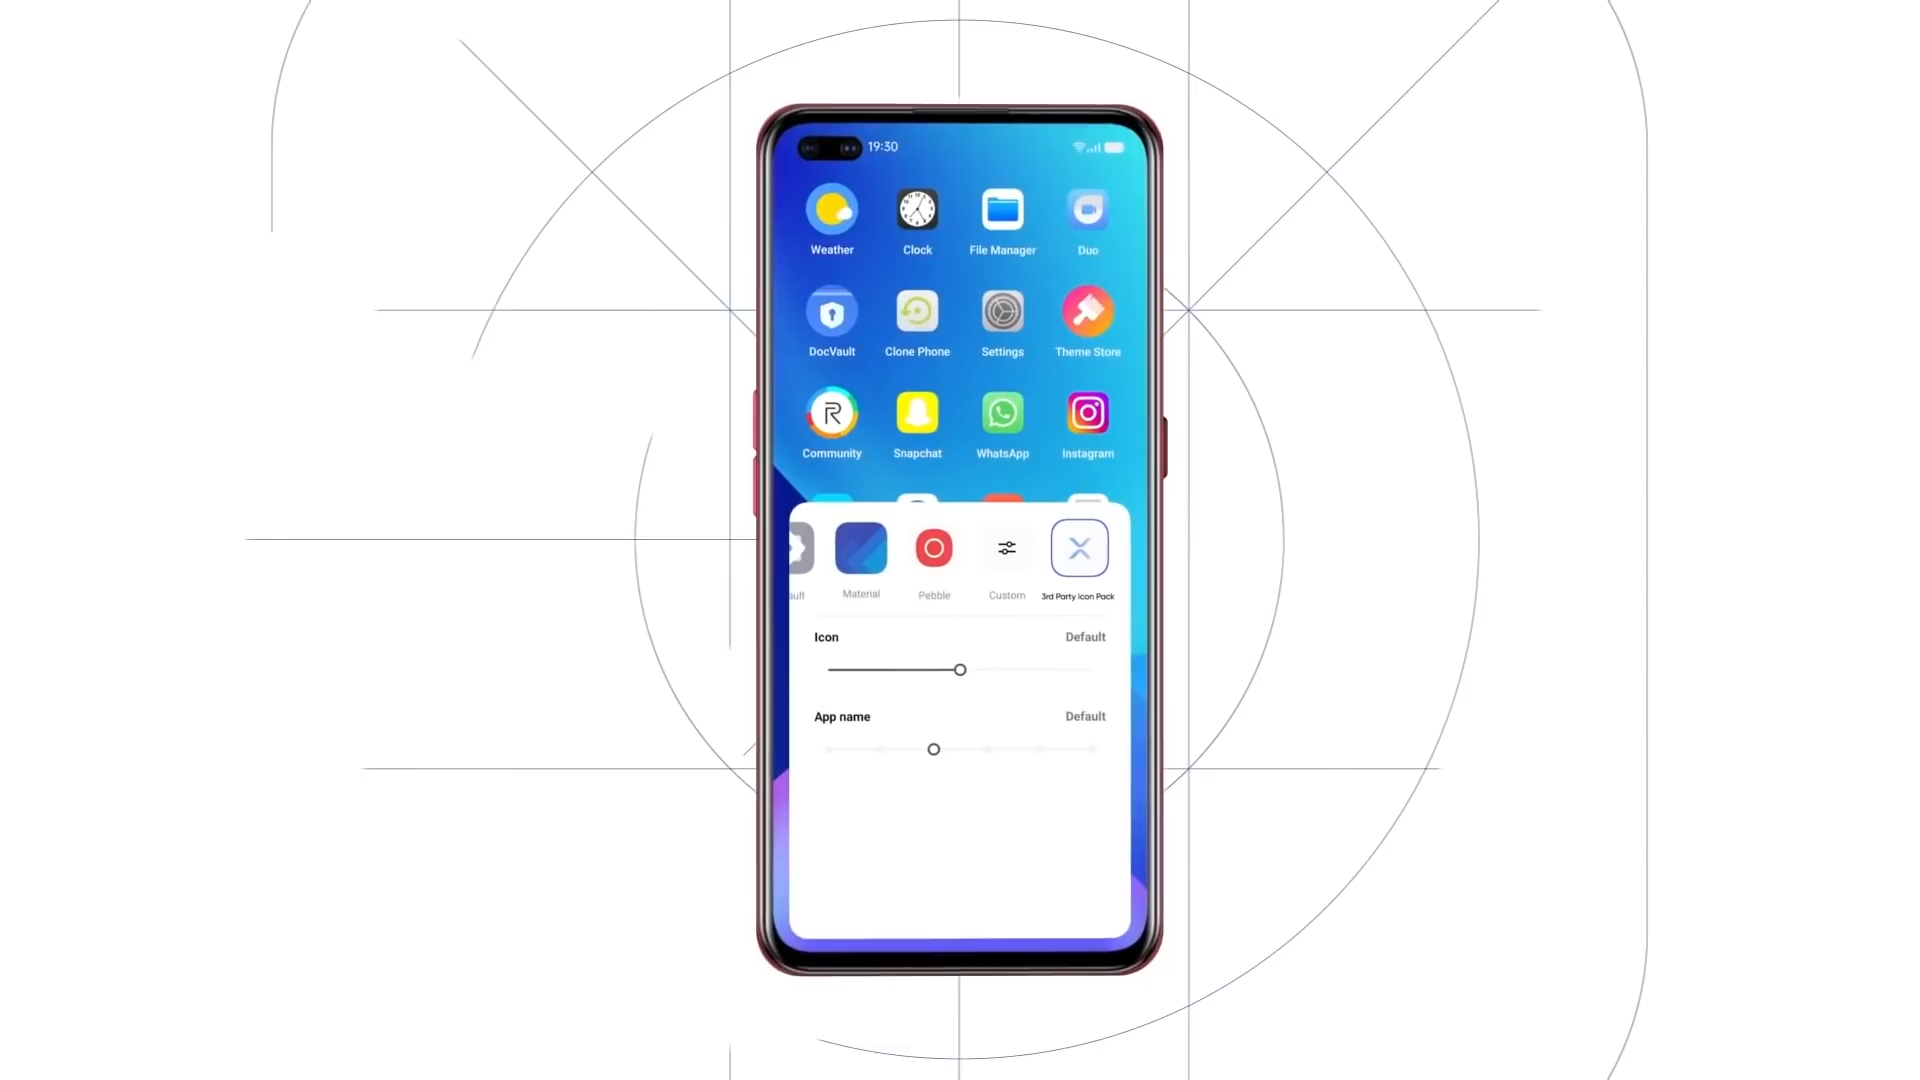 19:30
Weather Clock File Manager Duo
DocVault Clone Phone Settings Theme Store
Community Snapchat WhatsApp Instagram
ault Material Pebble Custom 3rd Party Icon Pack
Icon Default
App name Default